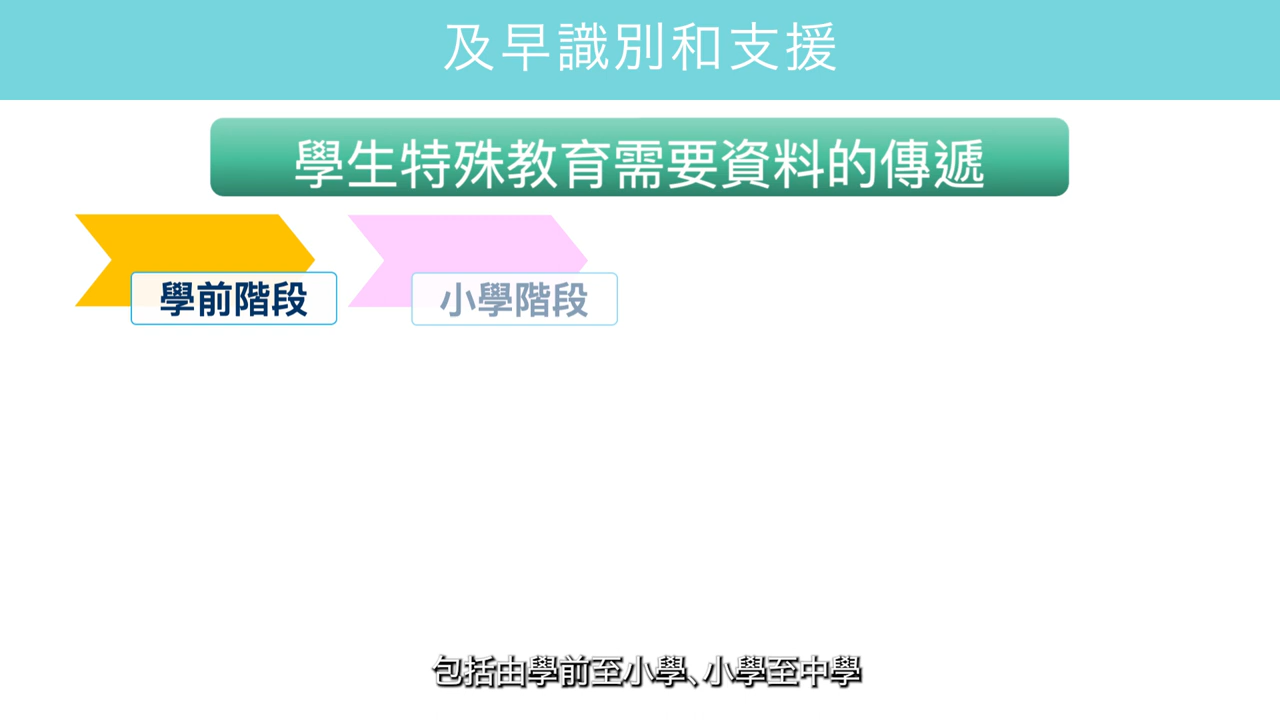 及早識別和支援
學生特殊教育需要資料的傳遞
學前階段
小學階段
包括由學前至小學、小學至中學